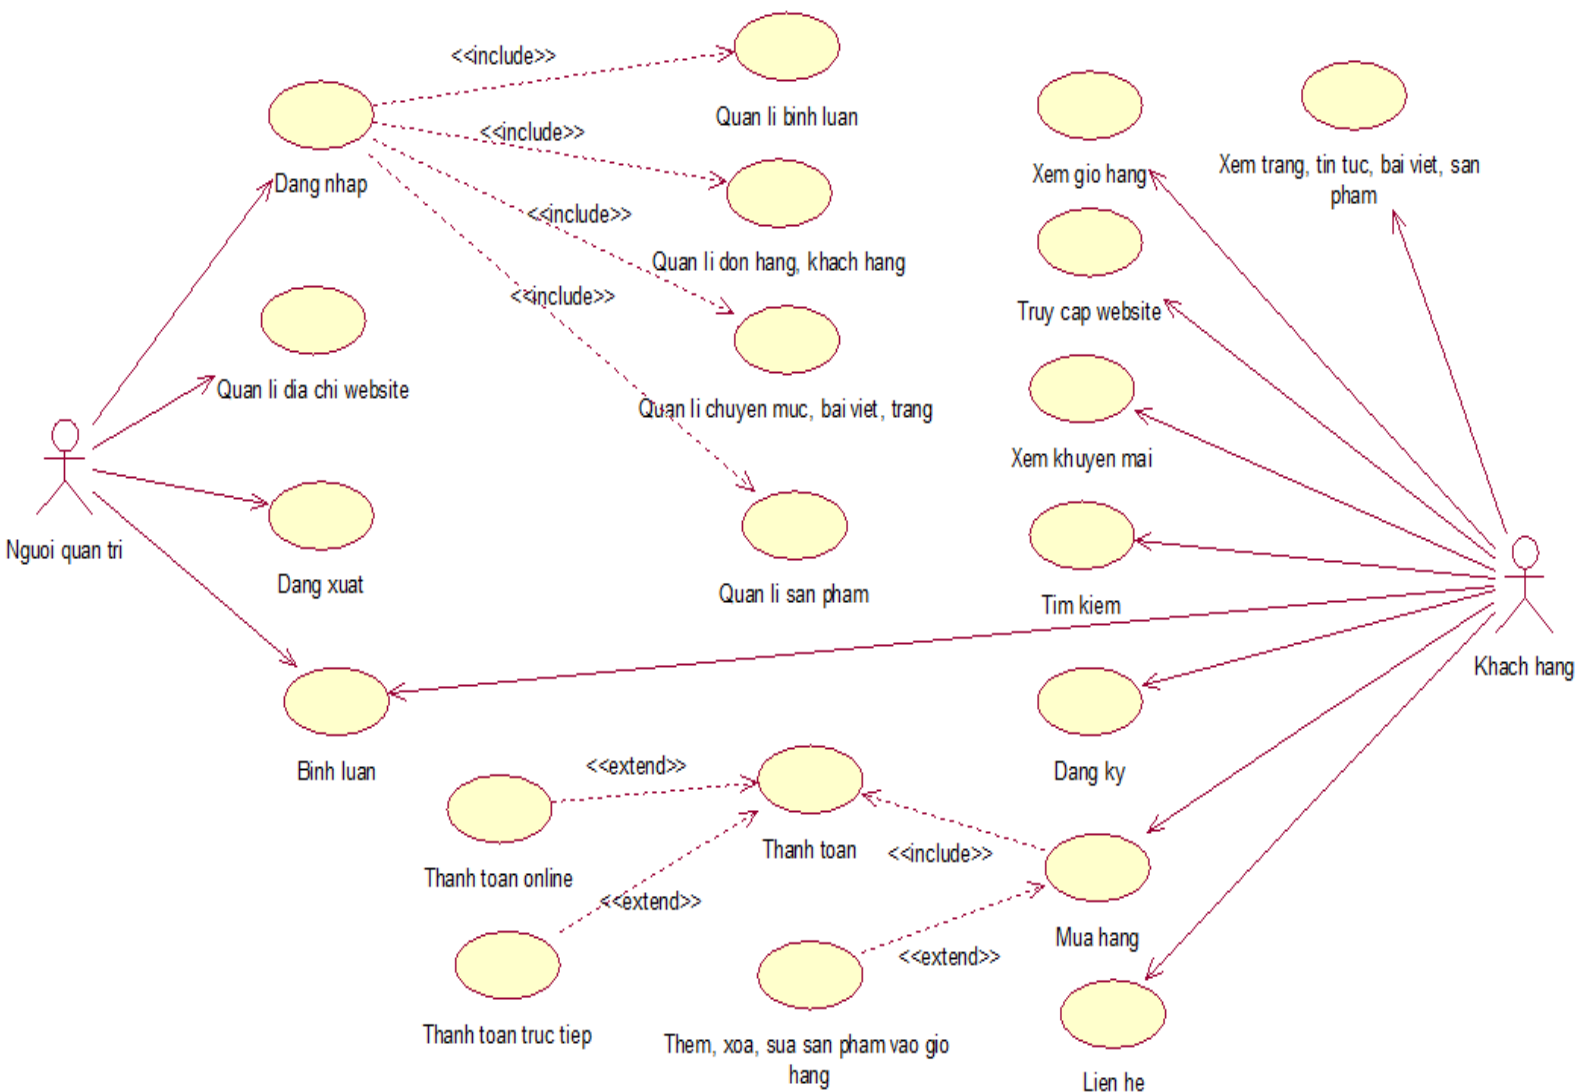 <<include>>
Quan li binh luan
Dang nhap
<<include>>
Quan li don hang, khach hang
<<include>>
<<include>>
Quan li dia chi website
Quan li chuyen muc, bai viet, trang
Nguoi quan tri
Dang xuat
Quan li san pham
Binh luan
Xem gio hang
Xem trang, tin tuc, bai viet, san
pham
Truy cap website
Xem khuyen mai
Tim kiem
Khach hang
Dang ky
<<extend>>
Thanh toan
<<include>>
Thanh toan online
<<extend>>
Mua hang
<<extend>>
Thanh toan truc tiep
Them, xoa, sua san pham vao gio
hang
Lien he